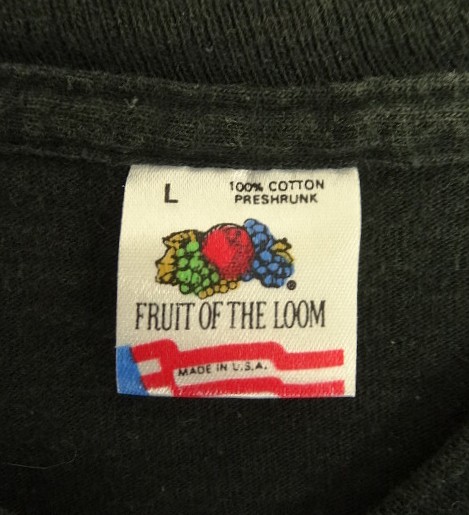 L
100% COTTON
PRESHRUNK
®
FRUIT OF THE LOOM
MADE IN U.S.A.